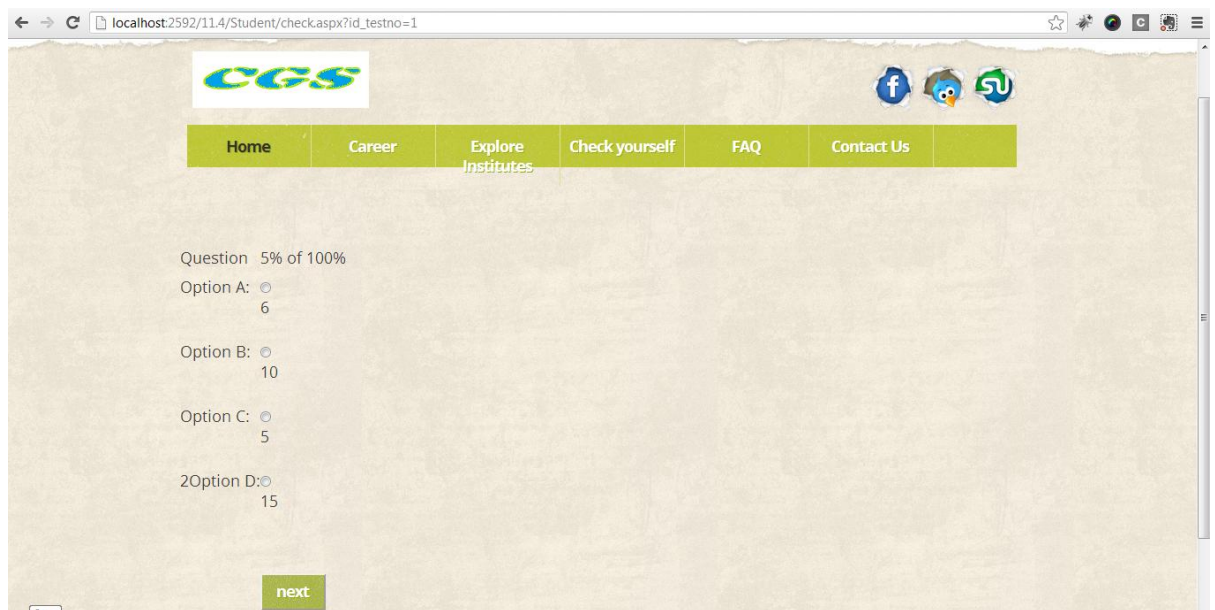 localhost:2592/11.4/Student/check.aspx?id_testno=1
CGS
Home Career Explore Institutes Check yourself FAQ Contact Us
Question 5% of 100%
Option A:
6
Option B:
10
Option C:
5
2Option D:
15
next